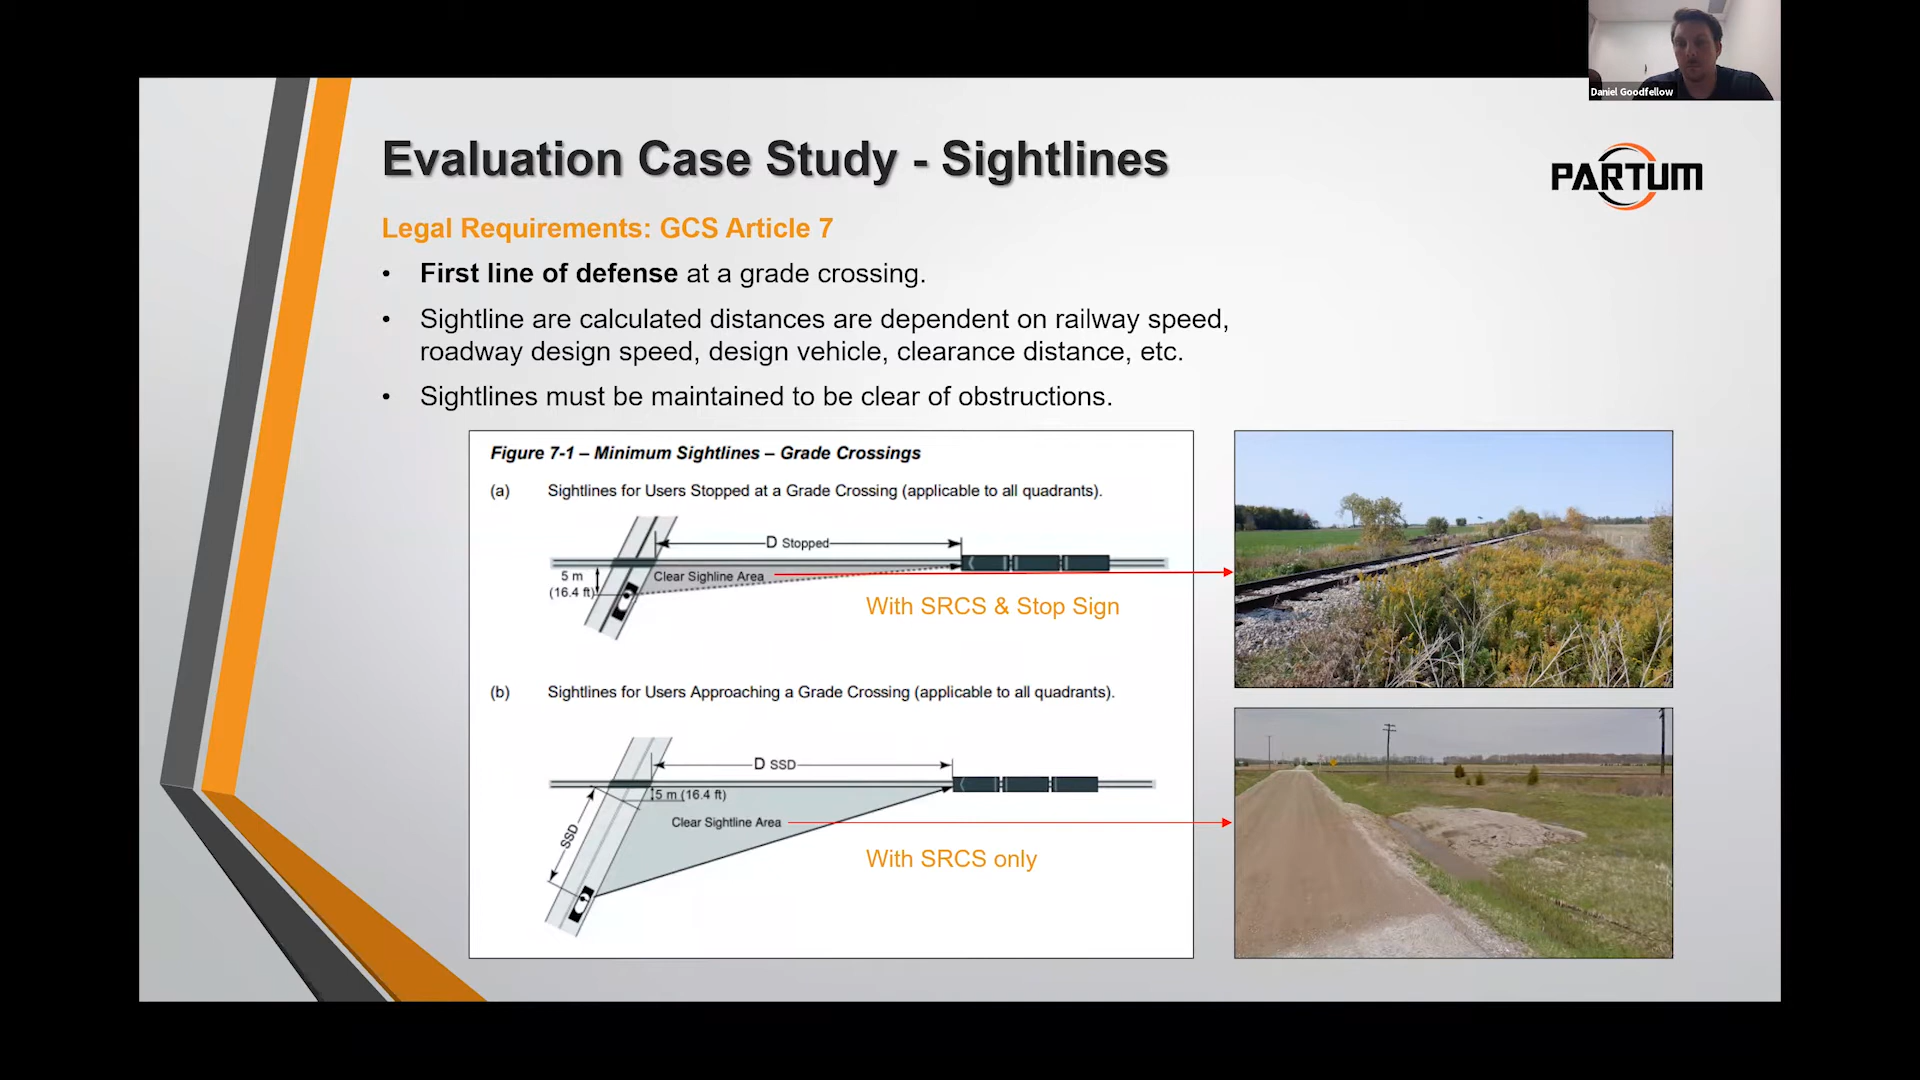 Daniel Goodfellow
Evaluation Case Study - Sightlines
PARTUM
Legal Requirements: GCS Article 7
• First line of defense at a grade crossing.
• Sightline are calculated distances are dependent on railway speed,
roadway design speed, design vehicle, clearance distance, etc.
• Sightlines must be maintained to be clear of obstructions.
Figure 7-1 – Minimum Sightlines – Grade Crossings
(a) Sightlines for Users Stopped at a Grade Crossing (applicable to all quadrants).
D Stopped
5 m
(16.4 ft)
Clear Sighline Area
With SRCS & Stop Sign
(b) Sightlines for Users Approaching a Grade Crossing (applicable to all quadrants).
D SSD
5 m (16.4 ft)
SSD
Clear Sightline Area
With SRCS only